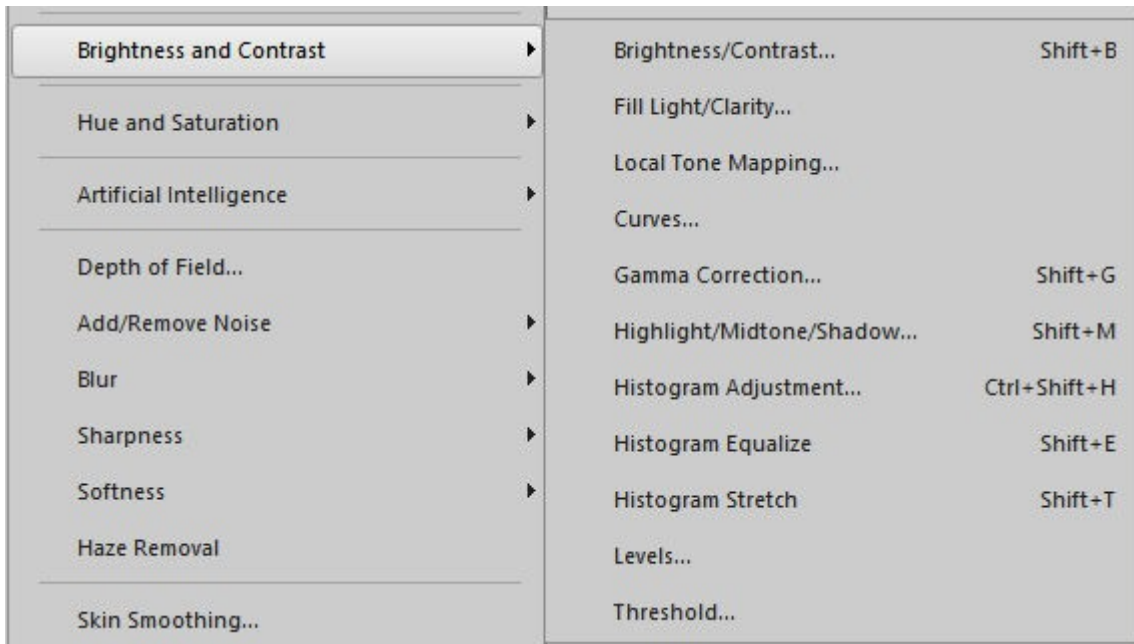 Brightness and Contrast
Hue and Saturation
Artificial Intelligence
Depth of Field...
Add/Remove Noise
Blur
Sharpness
Softness
Haze Removal
Skin Smoothing...
Brightness/Contrast... Shift+B
Fill Light/Clarity...
Local Tone Mapping...
Curves...
Gamma Correction... Shift+G
Highlight/Midtone/Shadow... Shift+M
Histogram Adjustment... Ctrl+Shift+H
Histogram Equalize Shift+E
Histogram Stretch Shift+T
Levels...
Threshold...